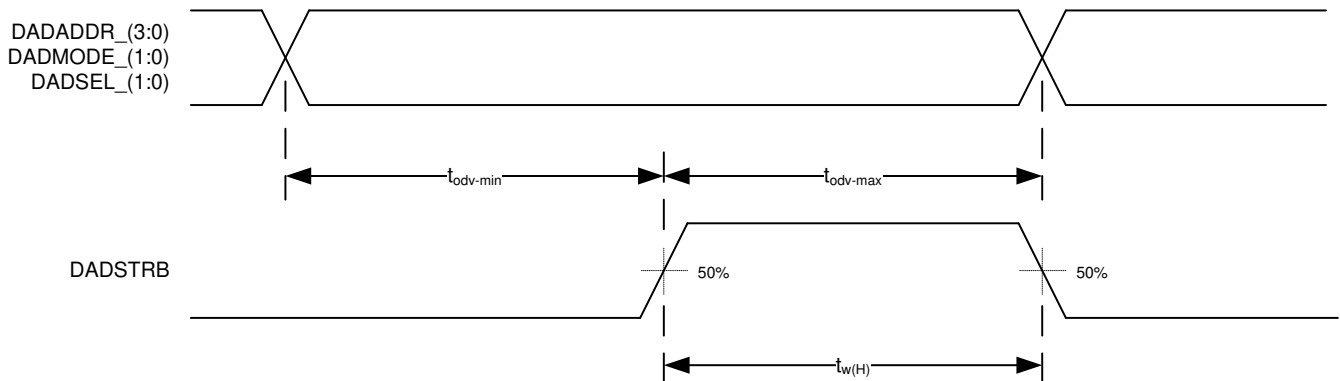 DADADDR_(3:0)
DADMODE_(1:0)
DADSEL_(1:0)
todv-min
todv-max
DADSTRB
50%
50%
tw(H)